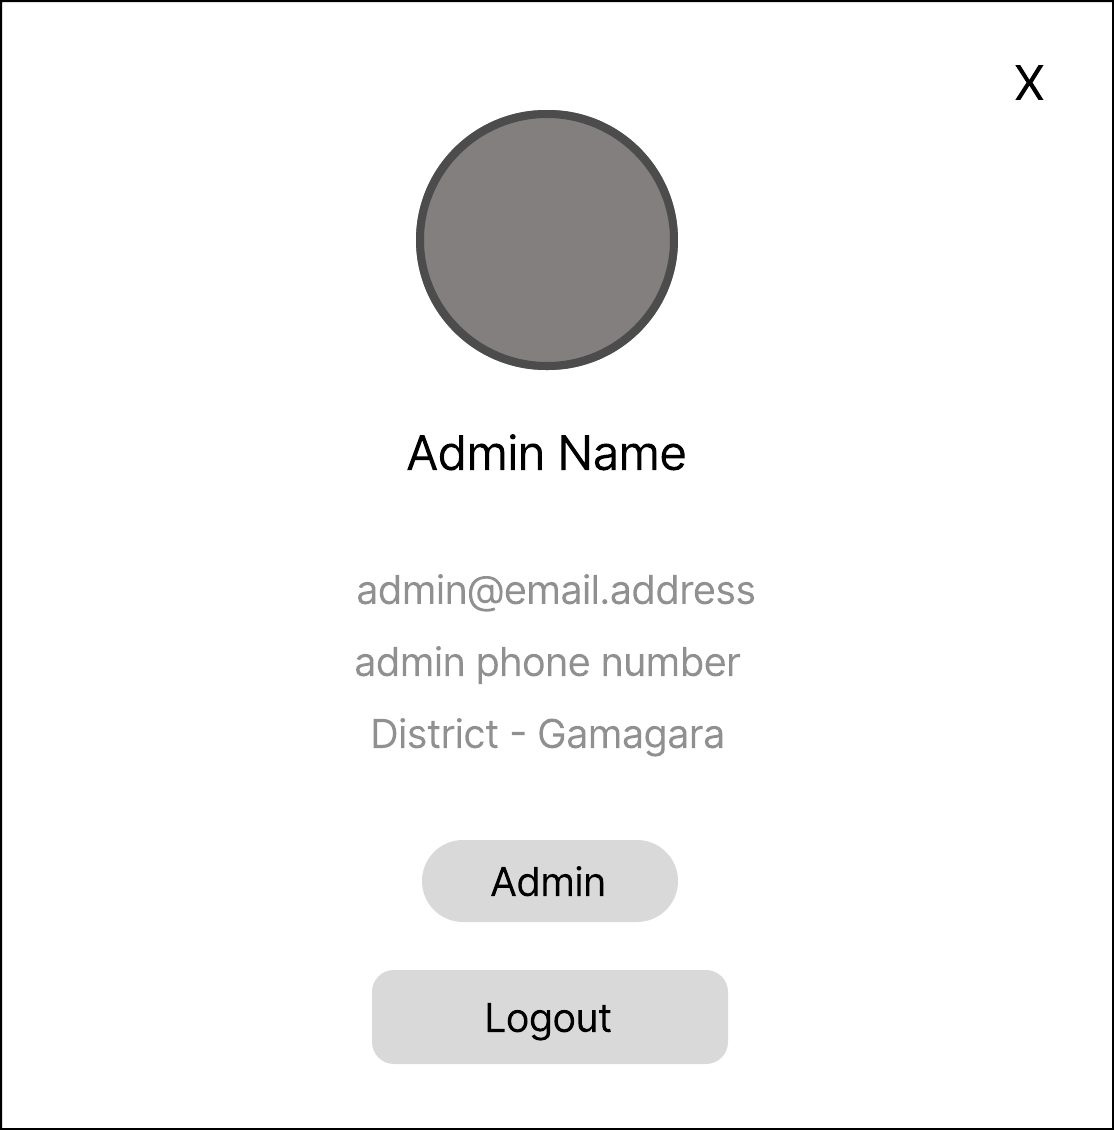 X
Admin Name
admin@email.address
admin phone number
District - Gamagara
Admin
Logout